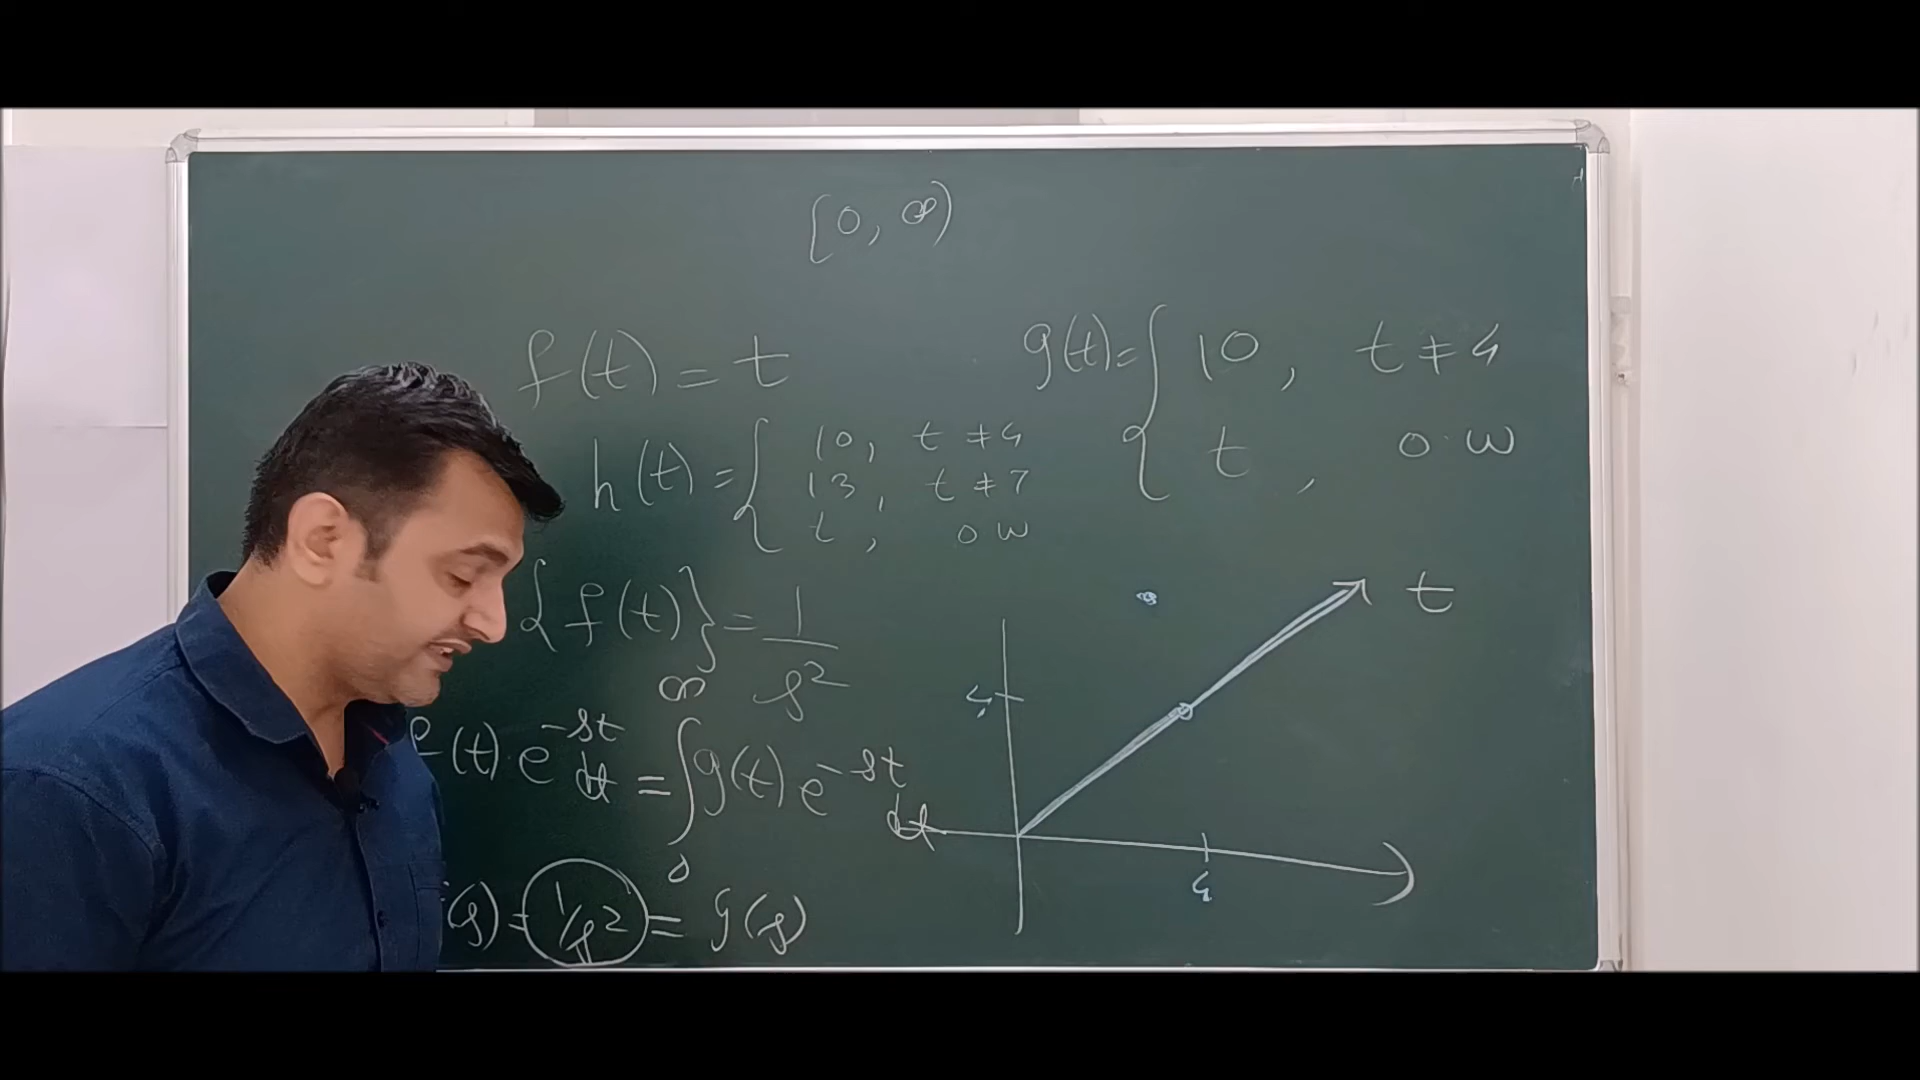 [0, ∞)
f(t) = t
g(t) = { 10, t ≠ 4
t, o.w
h(t) = { 10, t ≠ 4
13, t ≠ 7
t, o w
{f(t)} = 1/s²
(t) · e^-st dt = ∫₀^∞ g(t) e^-st dt
(s) = 1/s² = G(s)
t
4
4